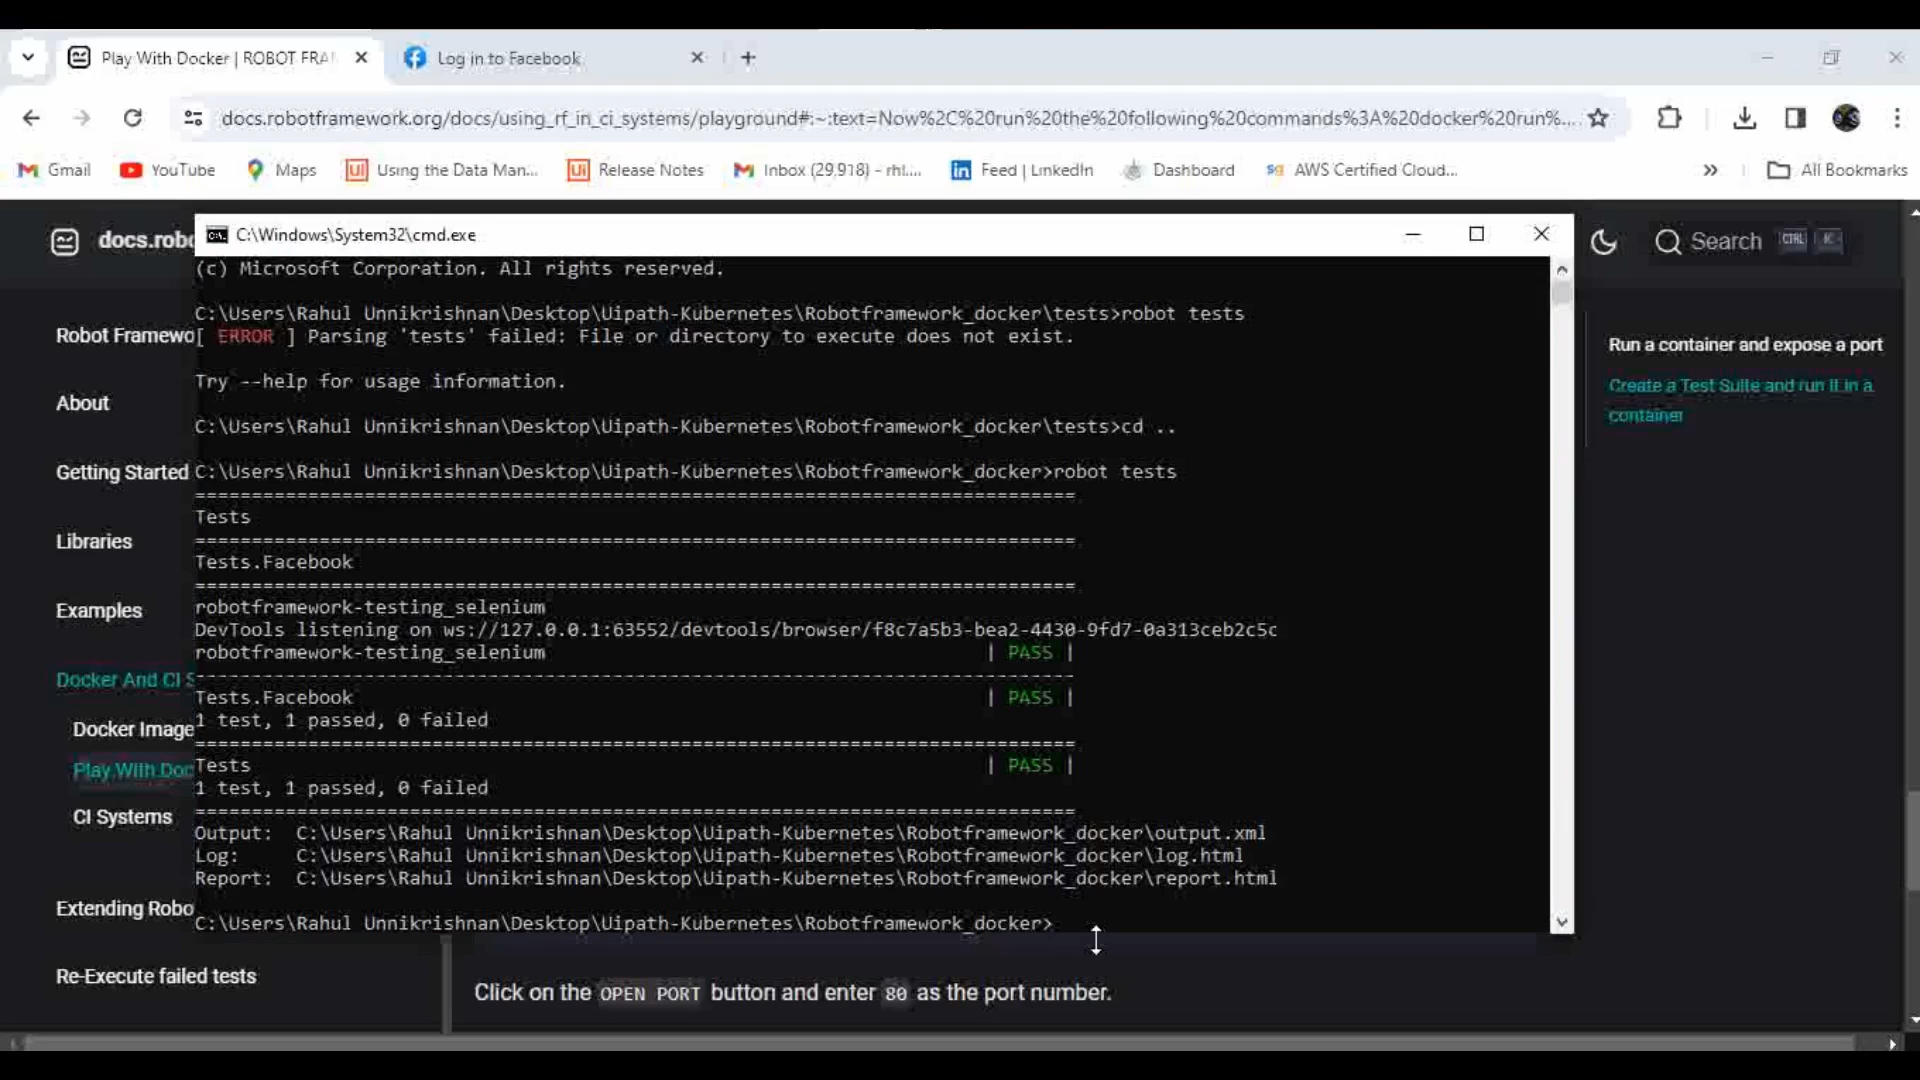 Play With Docker | ROBOT FRA
Log in to Facebook
docs.robotframework.org/docs/using_rf_in_ci_systems/playground#:~:text=Now%2C%20run%20the%20following%20commands%3A%20docker%20run%...
Gmail
YouTube
Maps
Using the Data Man...
Release Notes
Inbox (29,918) - rhl....
Feed | LinkedIn
Dashboard
AWS Certified Cloud...
All Bookmarks
docs.robo
C:\Windows\System32\cmd.exe
Search
CTRL
K
(c) Microsoft Corporation. All rights reserved.
C:\Users\Rahul Unnikrishnan\Desktop\Uipath-Kubernetes\Robotframework_docker\tests>robot tests
[ ERROR ] Parsing 'tests' failed: File or directory to execute does not exist.
Try --help for usage information.
C:\Users\Rahul Unnikrishnan\Desktop\Uipath-Kubernetes\Robotframework_docker\tests>cd ..
C:\Users\Rahul Unnikrishnan\Desktop\Uipath-Kubernetes\Robotframework_docker>robot tests
==============================================================================
Tests
==============================================================================
Tests.Facebook
==============================================================================
robotframework-testing_selenium
DevTools listening on ws://127.0.0.1:63552/devtools/browser/f8c7a5b3-bea2-4430-9fd7-0a313ceb2c5c
robotframework-testing_selenium | PASS |
------------------------------------------------------------------------------
Tests.Facebook | PASS |
1 test, 1 passed, 0 failed
==============================================================================
Tests | PASS |
1 test, 1 passed, 0 failed
==============================================================================
Output: C:\Users\Rahul Unnikrishnan\Desktop\Uipath-Kubernetes\Robotframework_docker\output.xml
Log: C:\Users\Rahul Unnikrishnan\Desktop\Uipath-Kubernetes\Robotframework_docker\log.html
Report: C:\Users\Rahul Unnikrishnan\Desktop\Uipath-Kubernetes\Robotframework_docker\report.html
C:\Users\Rahul Unnikrishnan\Desktop\Uipath-Kubernetes\Robotframework_docker>
Robot Framewo
About
Getting Started
Libraries
Examples
Docker And CI S
Docker Image
Play With Doc
CI Systems
Extending Robo
Re-Execute failed tests
Run a container and expose a port
Create a Test Suite and run it in a
container
Click on the OPEN PORT button and enter 80 as the port number.